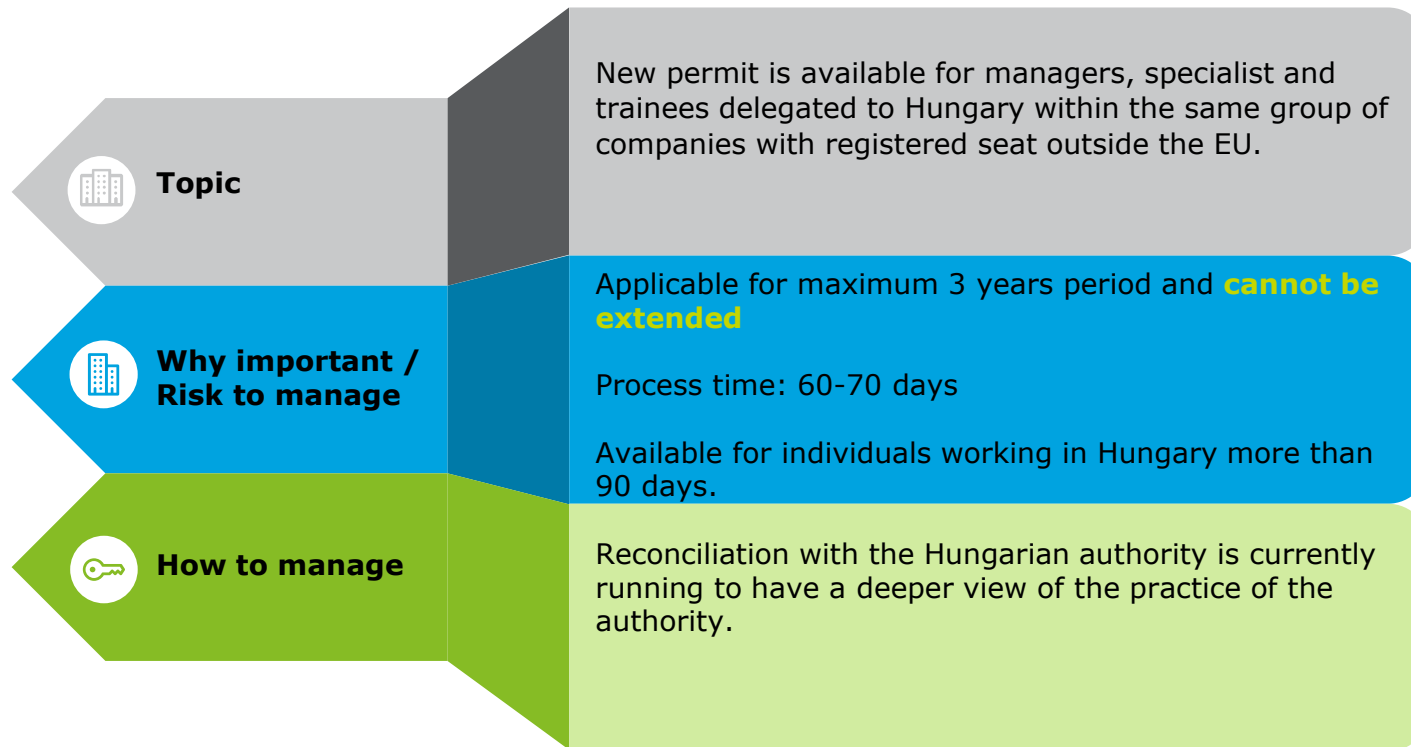 Topic
New permit is available for managers, specialist and
trainees delegated to Hungary within the same group of
companies with registered seat outside the EU.
Why important /
Risk to manage
Applicable for maximum 3 years period and cannot be
extended
Process time: 60-70 days
Available for individuals working in Hungary more than
90 days.
How to manage
Reconciliation with the Hungarian authority is currently
running to have a deeper view of the practice of the
authority.